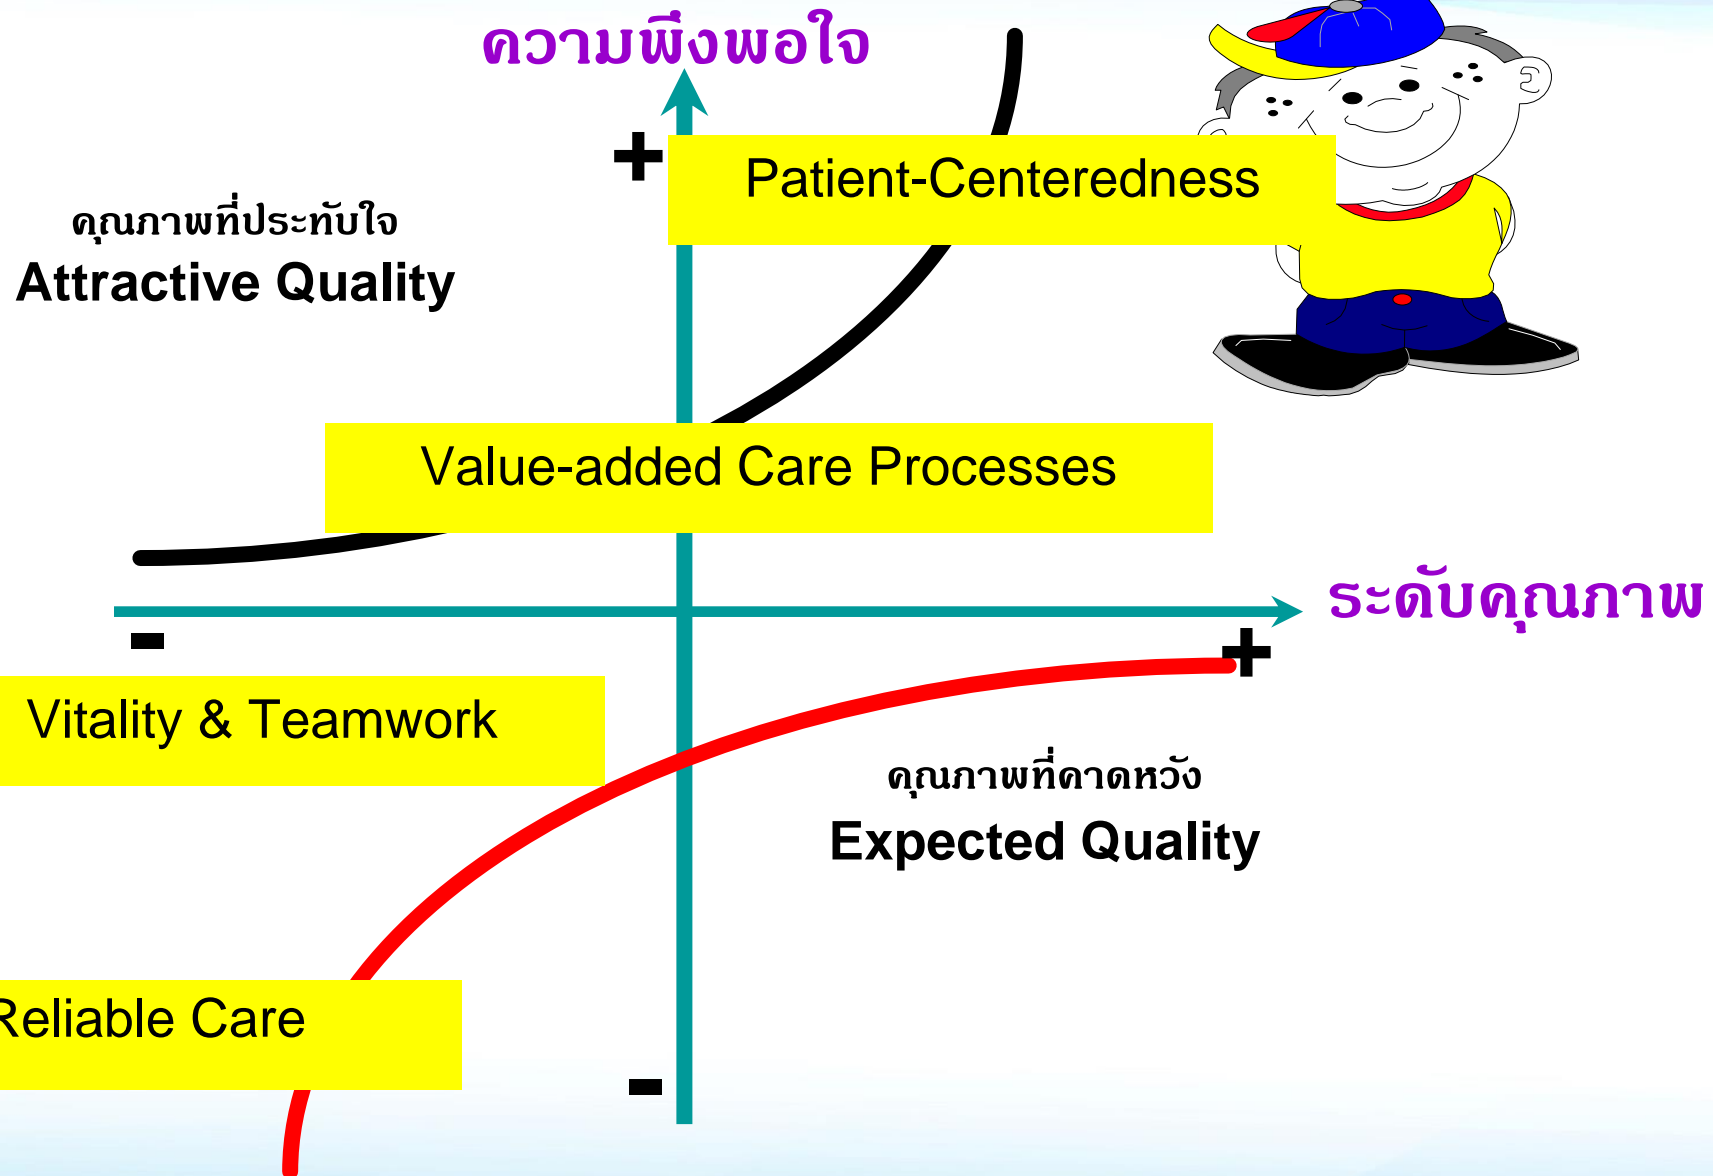 ความพึงพอใจ
+
Patient-Centeredness
คุณภาพที่ประทับใจ
Attractive Quality
Value-added Care Processes
ระดับคุณภาพ
-
+
Vitality & Teamwork
คุณภาพที่คาดหวัง
Expected Quality
Reliable Care
-